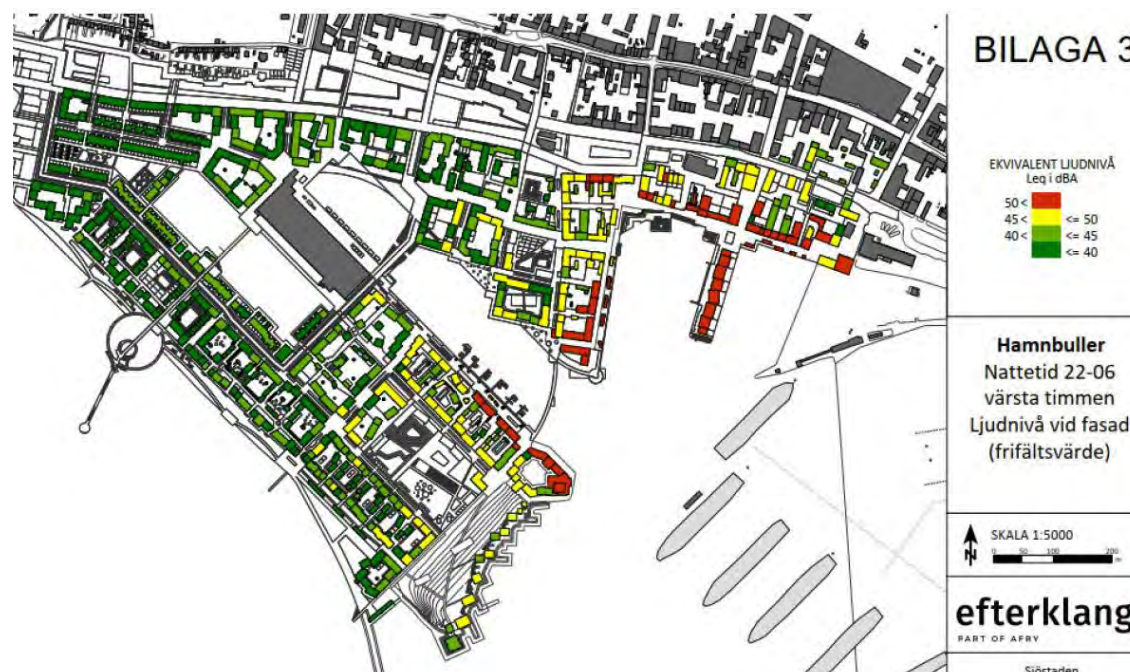 BILAGA 3
EKVIVALENT LJUDNIVÅ
Leq i dBA
50 <
45 < <= 50
40 < <= 45
<= 40
Hamnbuller
Nattetid 22-06
värsta timmen
Ljudnivå vid fasad
(frifältsvärde)
N
SKALA 1:5000
0 50 100 200
m
efterklang
PART OF AFRY
Sjöstaden